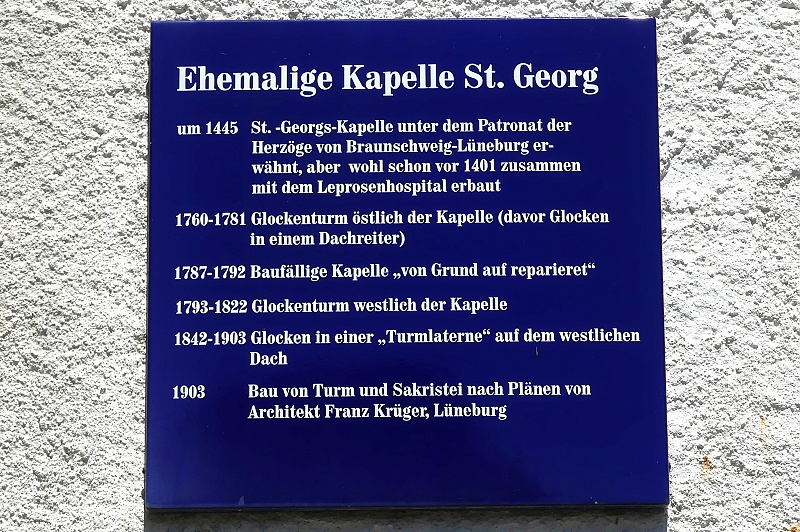 Ehemalige Kapelle St. Georg
um 1445 St. -Georgs-Kapelle unter dem Patronat der
Herzöge von Braunschweig-Lüneburg er-
wähnt, aber wohl schon vor 1401 zusammen
mit dem Leprosenhospital erbaut
1760-1781 Glockenturm östlich der Kapelle (davor Glocken
in einem Dachreiter)
1787-1792 Baufällige Kapelle „von Grund auf reparieret“
1793-1822 Glockenturm westlich der Kapelle
1842-1903 Glocken in einer „Turmlaterne“ auf dem westlichen
Dach
1903 Bau von Turm und Sakristei nach Plänen von
Architekt Franz Krüger, Lüneburg